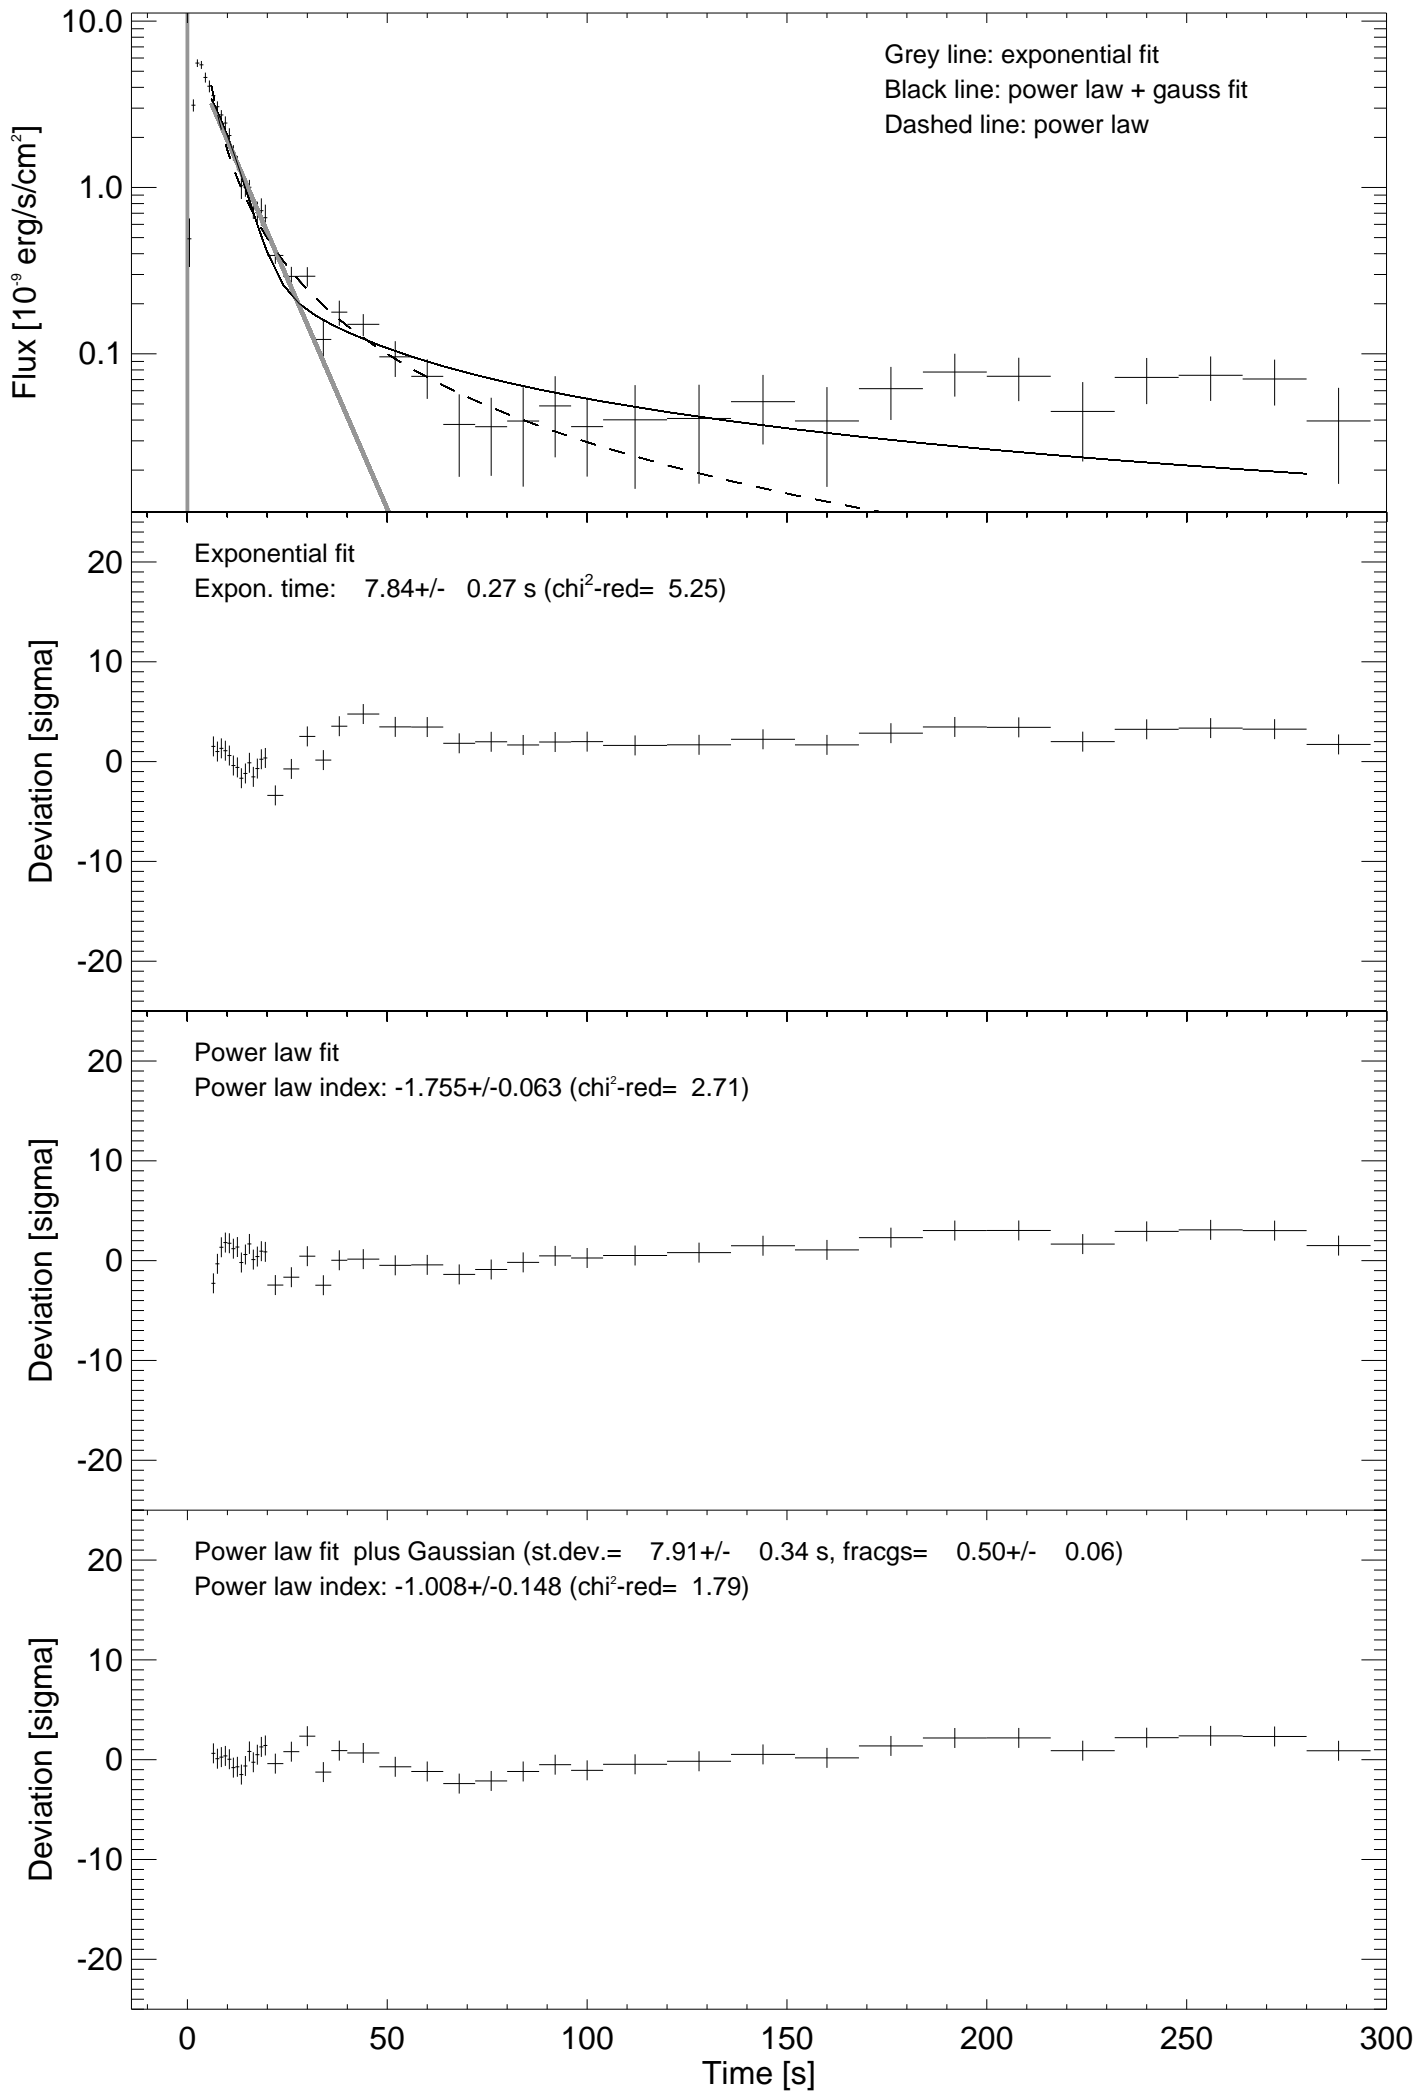 10.0
1.0
0.1
Flux [10⁻⁹ erg/s/cm²]
Grey line: exponential fit
Black line: power law + gauss fit
Dashed line: power law
20
10
0
-10
-20
Deviation [sigma]
Exponential fit
Expon. time: 7.84+/- 0.27 s (chi²-red= 5.25)
20
10
0
-10
-20
Deviation [sigma]
Power law fit
Power law index: -1.755+/-0.063 (chi²-red= 2.71)
20
10
0
-10
-20
Deviation [sigma]
Power law fit plus Gaussian (st.dev.= 7.91+/- 0.34 s, fracgs= 0.50+/- 0.06)
Power law index: -1.008+/-0.148 (chi²-red= 1.79)
0 50 100 150 200 250 300
Time [s]